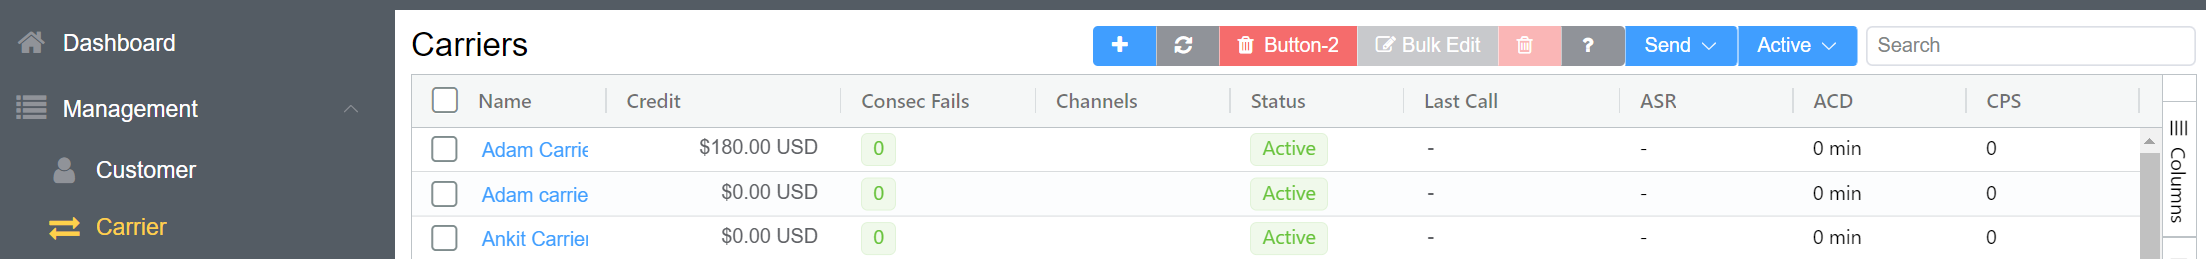 Dashboard
Management
Customer
Carrier
Carriers
+ Button-2 Bulk Edit ? Send Active Search
Name Credit Consec Fails Channels Status Last Call ASR ACD CPS
Adam Carrie $180.00 USD 0 Active - - 0 min 0
Adam carrie $0.00 USD 0 Active - - 0 min 0
Ankit Carrier $0.00 USD 0 Active - - 0 min 0
Columns